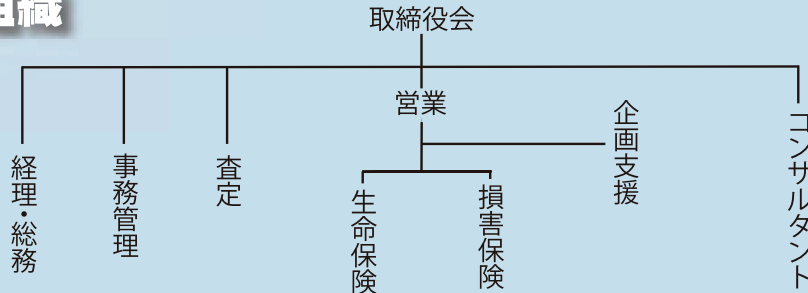 組織
取締役会
営業
企画支援
コンサルタント
経理・総務
事務管理
査定
生命保険
損害保険